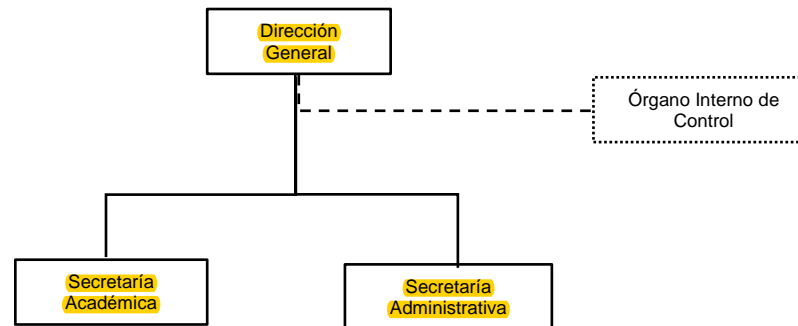 Dirección
General
Órgano Interno de
Control
Secretaría
Académica
Secretaría
Administrativa